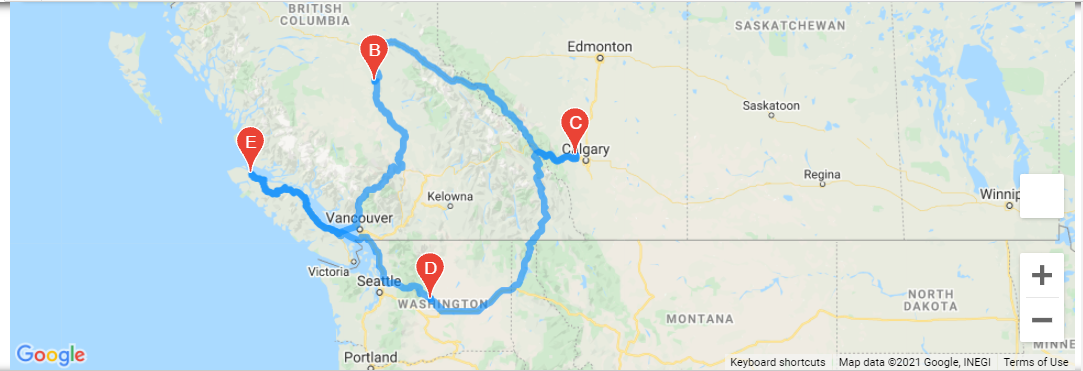 BRITISH
COLUMBIA
SASKATCHEWAN
B
Edmonton
Saskatoon
C
Calgary
E
Regina
Kelowna
Winnip
Vancouver
D
Victoria
Seattle
WASHINGTON
NORTH
DAKOTA
MONTANA
MINNE
Portland
Google
Keyboard shortcuts
Map data ©2021 Google, INEGI
Terms of Use